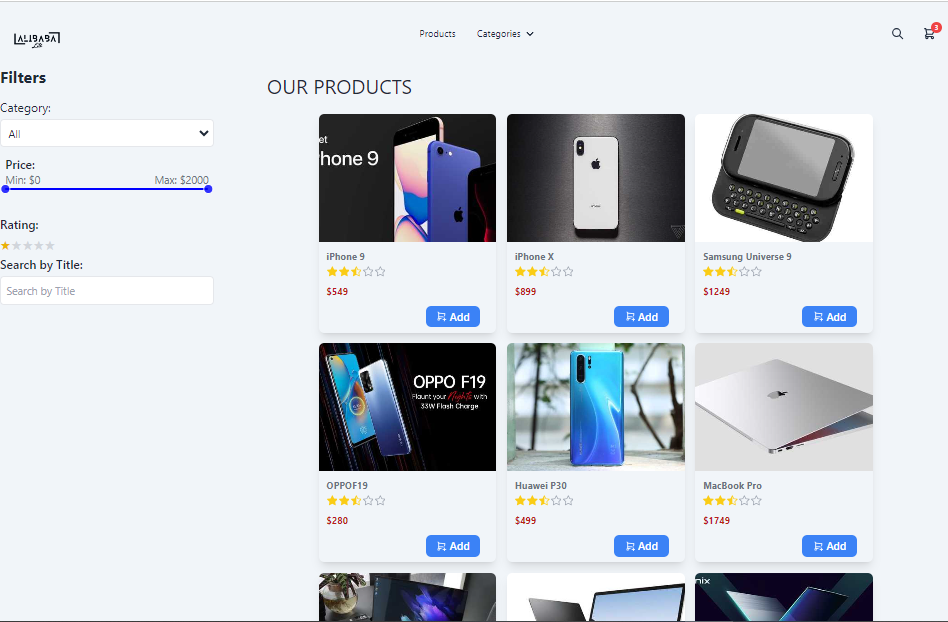 ALIBABA
Lite
Products
Categories
3
Filters
Category:
All
Price:
Min: $0
Max: $2000
Rating:
Search by Title:
Search by Title
OUR PRODUCTS
et
hone 9
iPhone 9
$549
Add
iPhone X
$899
Add
Samsung Universe 9
$1249
Add
OPPO F19
Flaunt your Nights with
33W Flash Charge
OPPOF19
$280
Add
Huawei P30
$499
Add
MacBook Pro
$1749
Add
nix